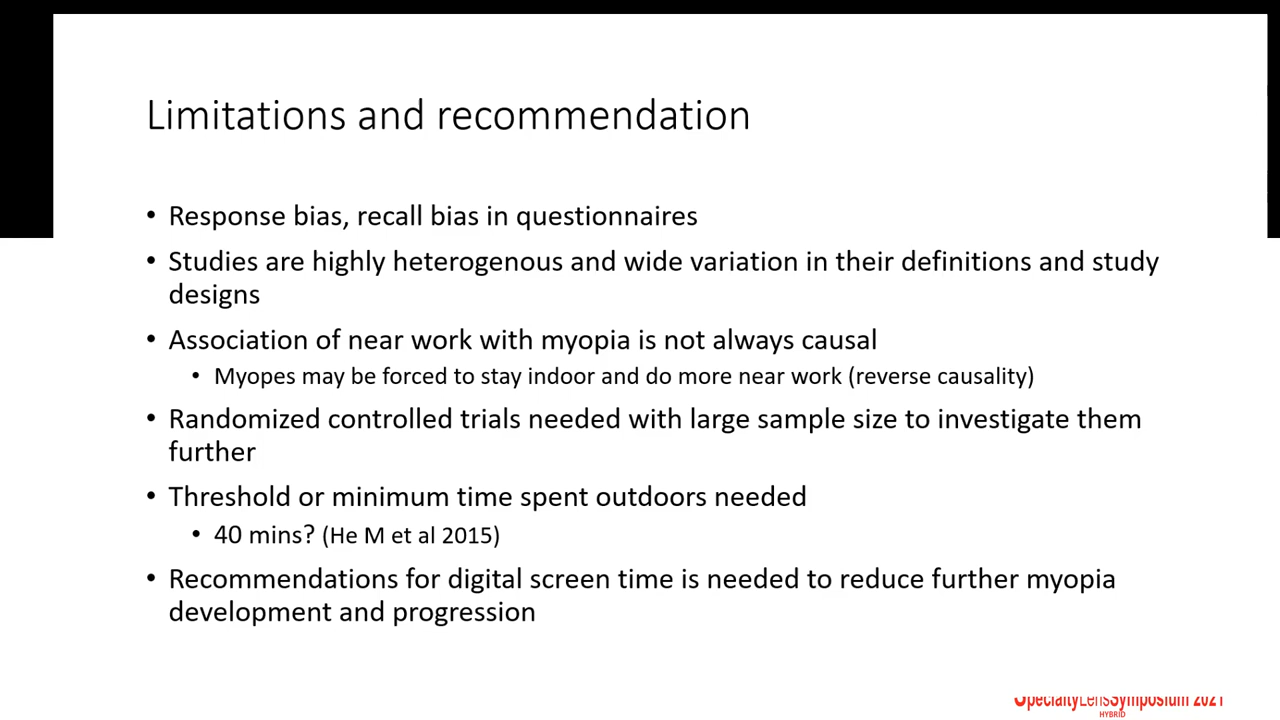 Limitations and recommendation
• Response bias, recall bias in questionnaires
• Studies are highly heterogenous and wide variation in their definitions and study
designs
• Association of near work with myopia is not always causal
• Myopes may be forced to stay indoor and do more near work (reverse causality)
• Randomized controlled trials needed with large sample size to investigate them
further
• Threshold or minimum time spent outdoors needed
• 40 mins? (He M et al 2015)
• Recommendations for digital screen time is needed to reduce further myopia
development and progression
SpecialtyLensSymposium 2021
HYBRID